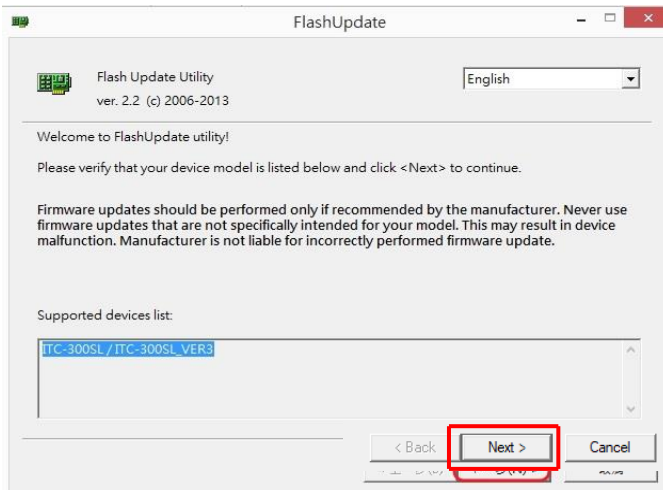 FlashUpdate
Flash Update Utility
English
ver. 2.2 (c) 2006-2013
Welcome to FlashUpdate utility!
Please verify that your device model is listed below and click <Next> to continue.
Firmware updates should be performed only if recommended by the manufacturer. Never use
firmware updates that are not specifically intended for your model. This may result in device
malfunction. Manufacturer is not liable for incorrectly performed firmware update.
Supported devices list:
ITC-300SL / ITC-300SL_VER3
< Back
Next >
Cancel